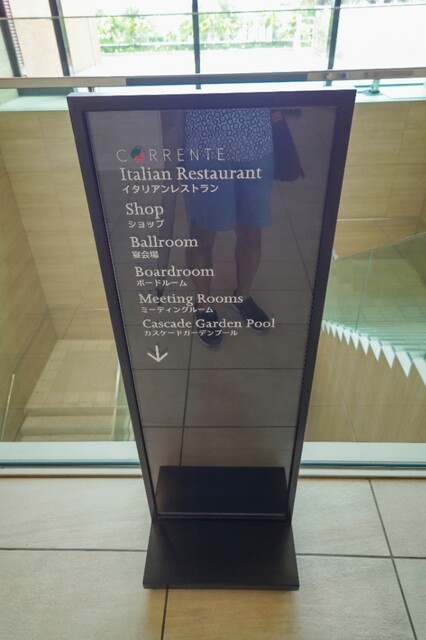 CORRENTE
Italian Restaurant
イタリアンレストラン
Shop
ショップ
Ballroom
宴会場
Boardroom
ボードルーム
Meeting Rooms
ミーティングルーム
Cascade Garden Pool
カスケードガーデンプール